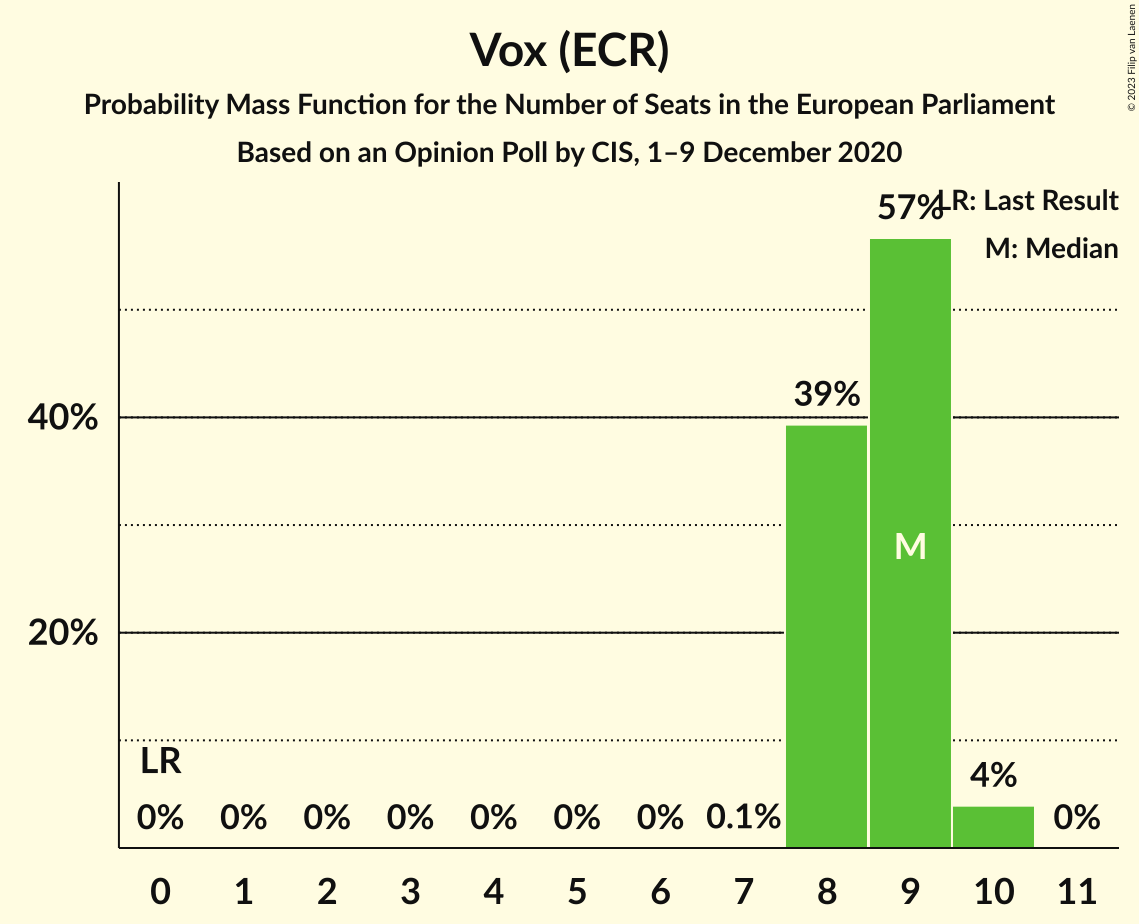 Vox (ECR)
Probability Mass Function for the Number of Seats in the European Parliament
Based on an Opinion Poll by CIS, 1–9 December 2020
© 2023 Filip van Laenen
LR: Last Result
M: Median
57%
39%
40%
M
20%
LR
4%
0% 0% 0% 0% 0% 0% 0% 0.1% 0%
0 1 2 3 4 5 6 7 8 9 10 11